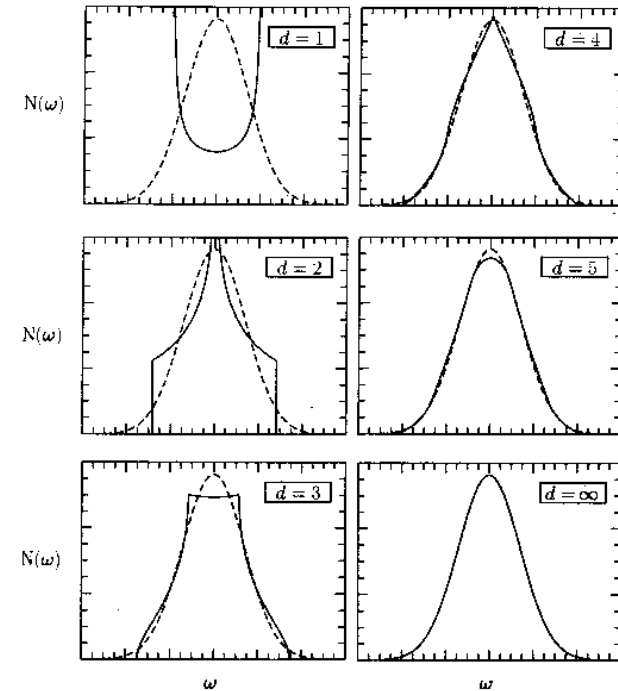 d = 1
d = 4
N(ω)
d = 2
d = 5
N(ω)
d = 3
d = ∞
N(ω)
ω
ω